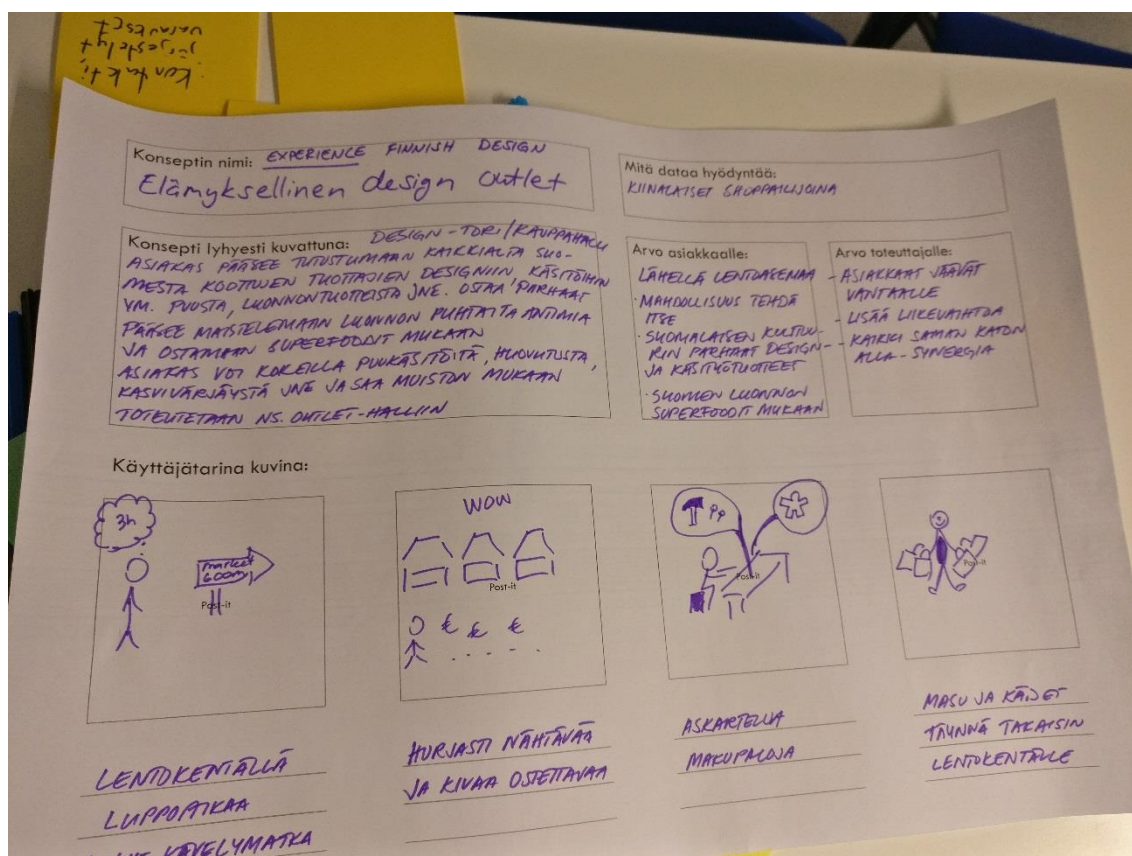 Kontakti,
järjestelyt
varaukset
Konseptin nimi: EXPERIENCE FINNISH DESIGN
Elämyksellinen design outlet
Mitä dataa hyödyntää:
KIINALAISET SHOPPAILIJOINA
Konsepti lyhyesti kuvattuna: DESIGN-TORI/KAUPPAHALLI
ASIAKAS PÄÄSEE TUTUSTUMAAN KAIKKIALTA SUO-
MESTA KOOTTUJEN TUOTTAJIEN DESIGNIIN, KÄSITÖIHIN
YM. PUUSTA, LUONNONTUOTTEISTA JNE. OSTAA PARHAAT
PÄÄSEE MAISTELEMAAN LUONNON PUHTAITA ANTIMIA
JA OSTAMAAN SUPERFOODIT MUKAAN
ASIAKAS VOI KOKEILLA PUUKÄSITÖITÄ, HUOVUTUSTA,
KASVIVÄRJÄYSTÄ JNE JA SAA MUISTON MUKAAN
TOTEUTETAAN NS. OUTLET-HALLIIN
Arvo asiakkaalle:
LÄHELLÄ LENTOASEMAA
· MAHDOLLISUUS TEHDÄ
ITSE
· SUOMALAISEN KULTTUU-
RIN PARHAAT DESIGN-
JA KÄSITYÖTUOTTEET
· SUOMEN LUONNON
SUPERFOODIT MUKAAN
Arvo toteuttajalle:
- ASIAKKAAT JÄÄVÄT
VANTAALLE
- LISÄÄ LIIKEVAIHTOA
- KAIKKI SAMAN KATON
ALLA - SYNERGIA
Käyttäjätarina kuvina:
3h
market
600m
Post-it
LENTOKENTÄLLÄ
LUPPOAIKAA
KÄVELYMATKA
WOW
Post-it
€ € €
HURJASTI NÄHTÄVÄÄ
JA KIVAA OSTETTAVAA
Post-it
ASKARTELUA
MAKUPALOJA
Post-it
MASU JA KÄDET
TÄYNNÄ TAKAISIN
LENTOKENTÄLLE